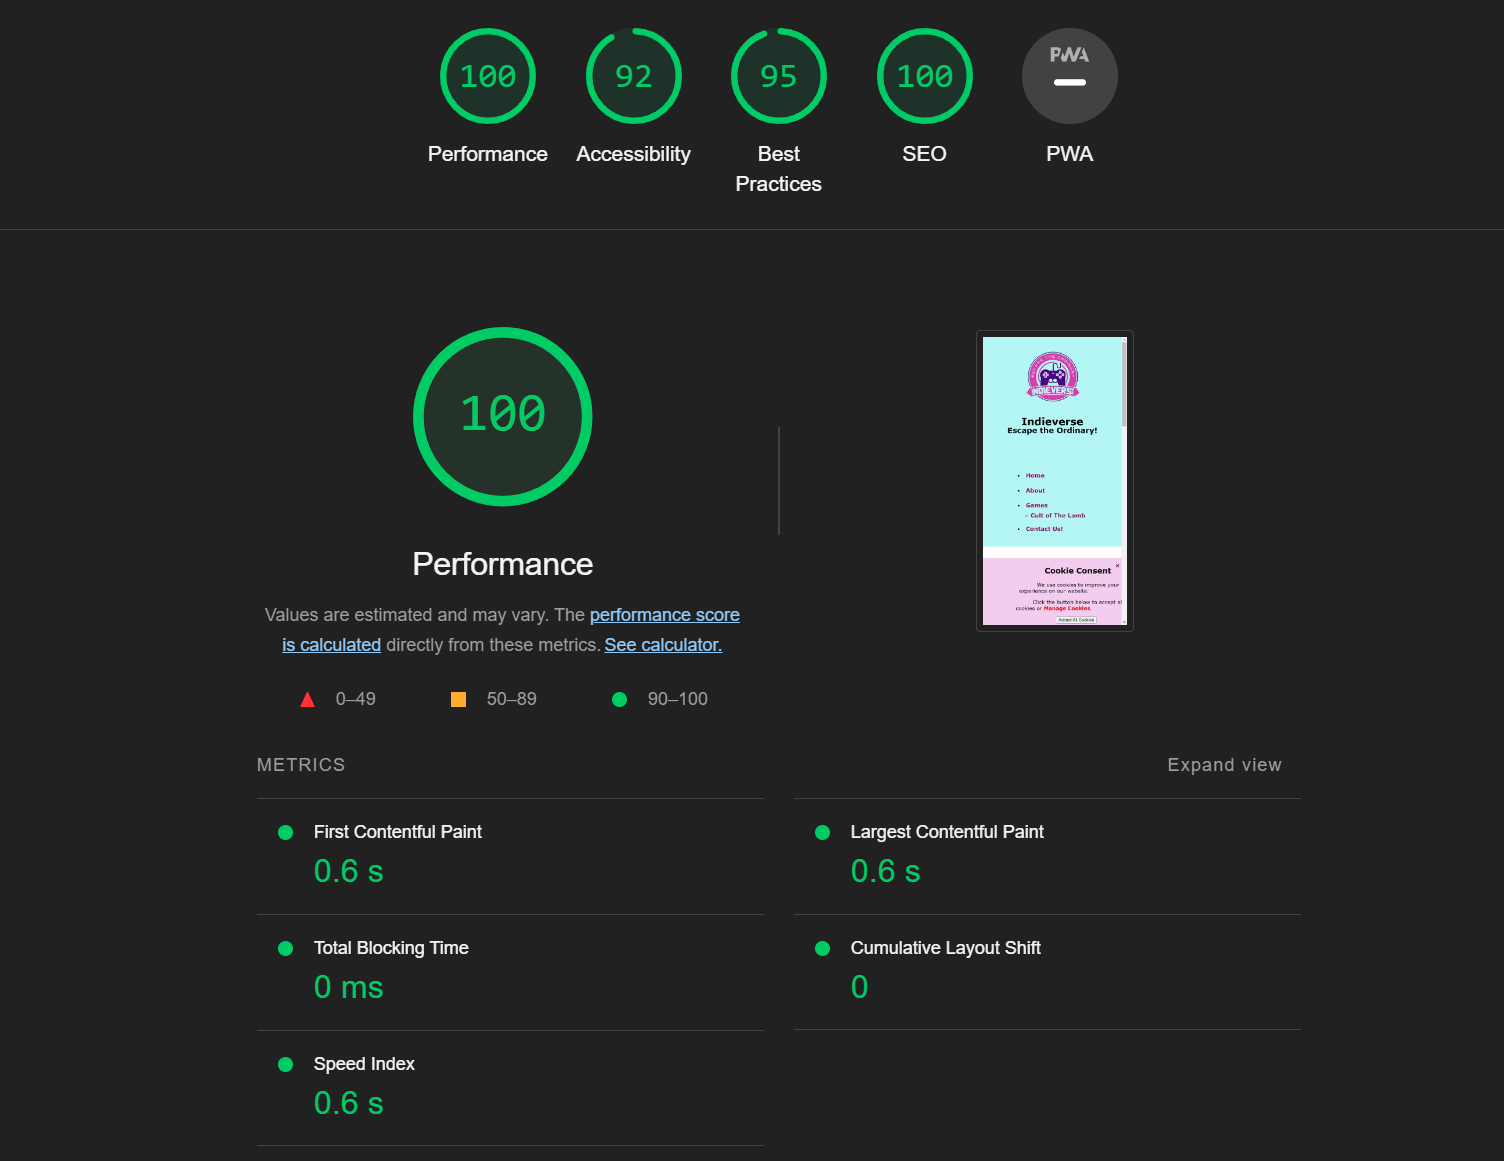 100
92
95
100
PWA
Performance
Accessibility
Best
Practices
SEO
PWA
100
Performance
Values are estimated and may vary. The performance score
is calculated directly from these metrics. See calculator.
0–49
50–89
90–100
INDIEVERSE
Indieverse
Escape the Ordinary!
Home
About
Games
Cult of The Lamb
Contact Us!
×
Cookie Consent
We use cookies to improve your
experience on our website.
Click the button below to accept al
cookies or Manage Cookies.
Accept All Cookies
METRICS
Expand view
First Contentful Paint
0.6 s
Largest Contentful Paint
0.6 s
Total Blocking Time
0 ms
Cumulative Layout Shift
0
Speed Index
0.6 s